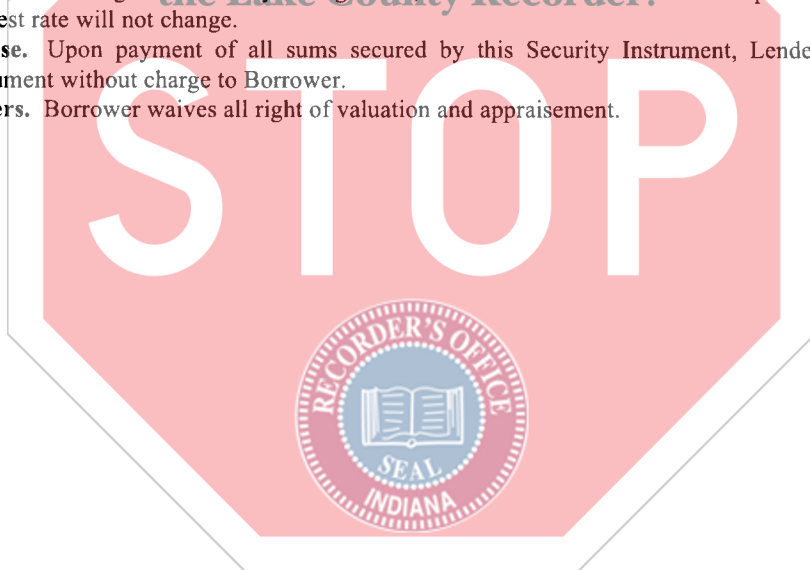 the Lake County Recorder!
est rate will not change.
se. Upon payment of all sums secured by this Security Instrument, Lende
ument without charge to Borrower.
ers. Borrower waives all right of valuation and appraisement.
STOP
RECORDER'S OFFICE
SEAL
INDIANA